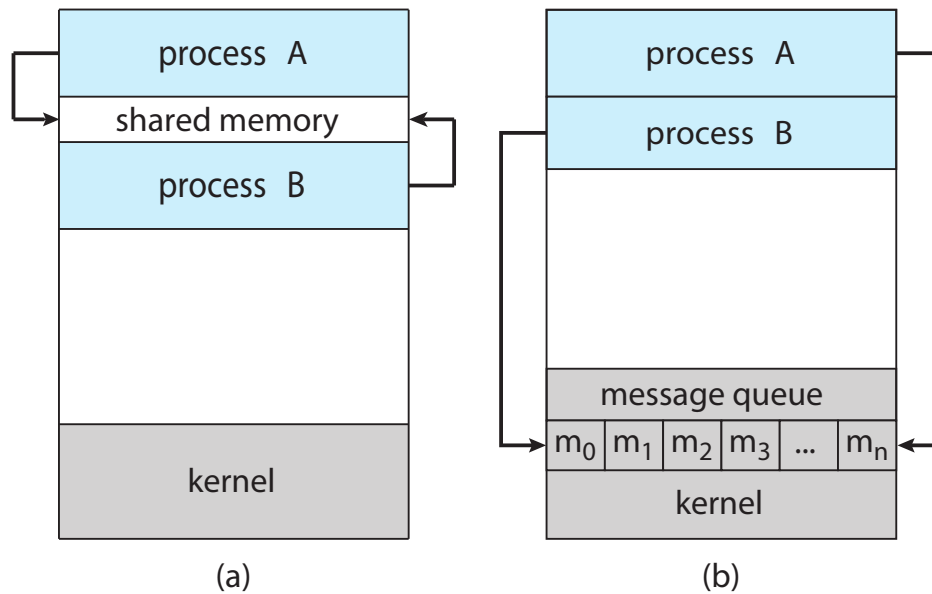 process A
shared memory
process B
kernel
(a)
process A
process B
message queue
m₀ m₁ m₂ m₃ ... mₙ
kernel
(b)